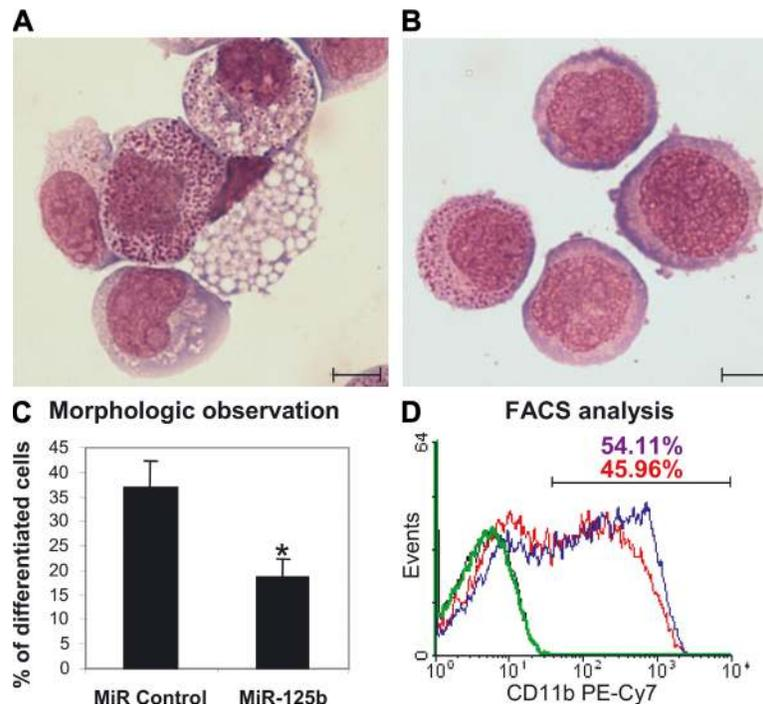 A
B
C Morphologic observation
% of differentiated cells
45
40
35
30
25
20
15
10
5
0
*
MiR Control MiR-125b
D FACS analysis
54.11%
45.96%
Events
64
0
10⁰ 10¹ 10² 10³ 10⁴
CD11b PE-Cy7